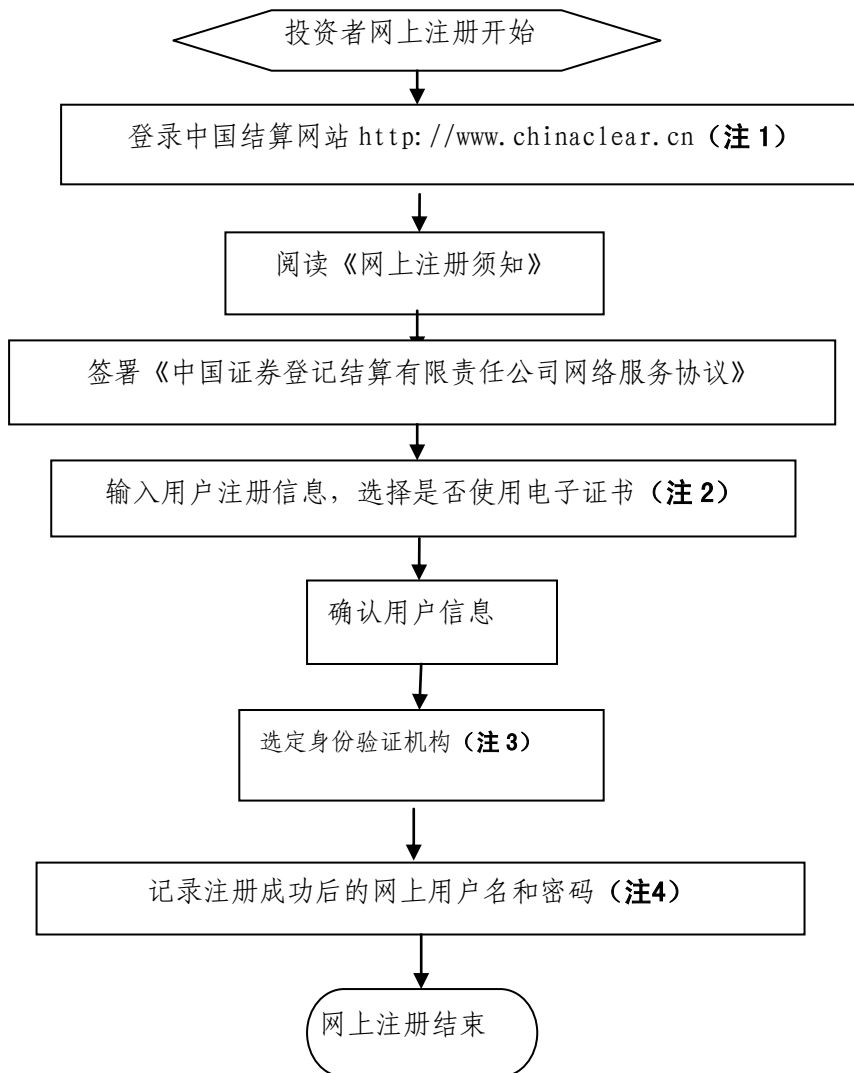 投资者网上注册开始
登录中国结算网站 http://www.chinaclear.cn（注 1）
阅读《网上注册须知》
签署《中国证券登记结算有限责任公司网络服务协议》
输入用户注册信息，选择是否使用电子证书（注 2）
确认用户信息
选定身份验证机构（注 3）
记录注册成功后的网上用户名和密码（注4）
网上注册结束